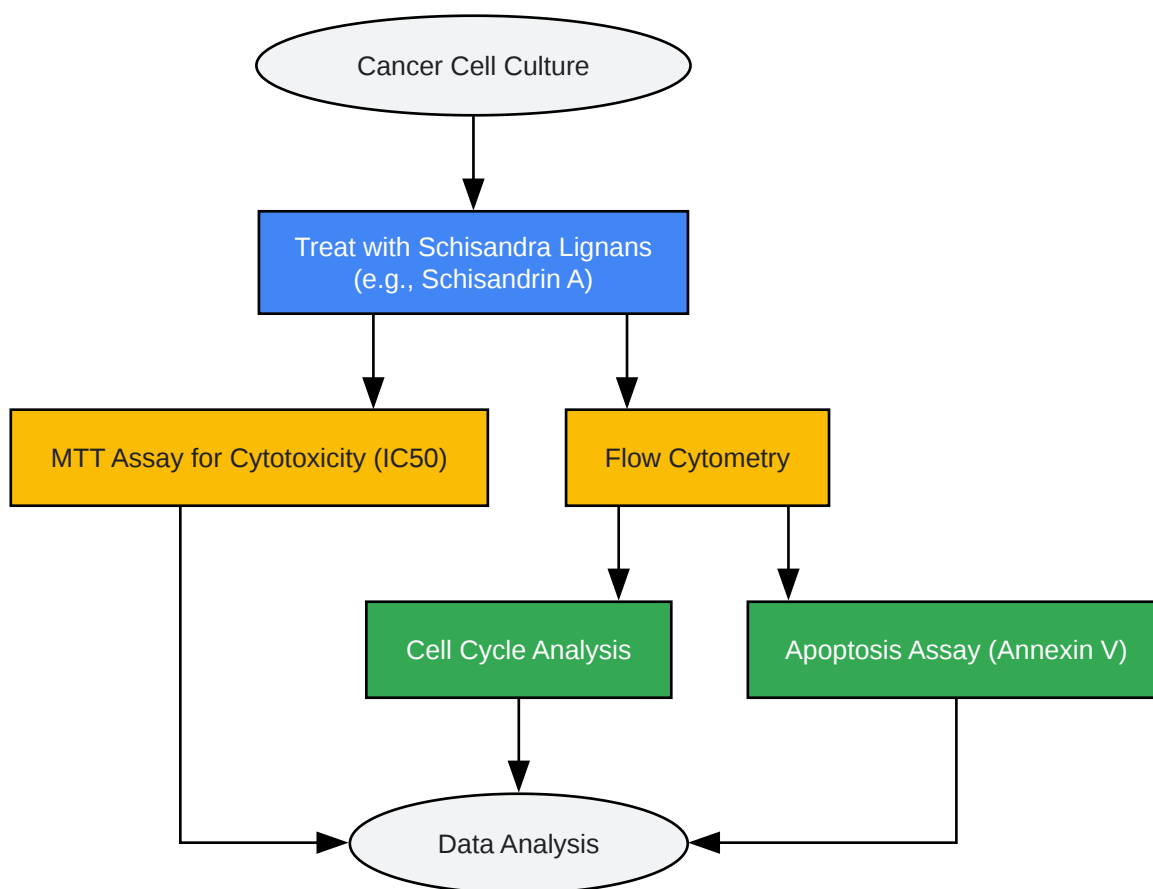 Cancer Cell Culture
Treat with Schisandra Lignans
(e.g., Schisandrin A)
MTT Assay for Cytotoxicity (IC50)
Flow Cytometry
Cell Cycle Analysis
Apoptosis Assay (Annexin V)
Data Analysis